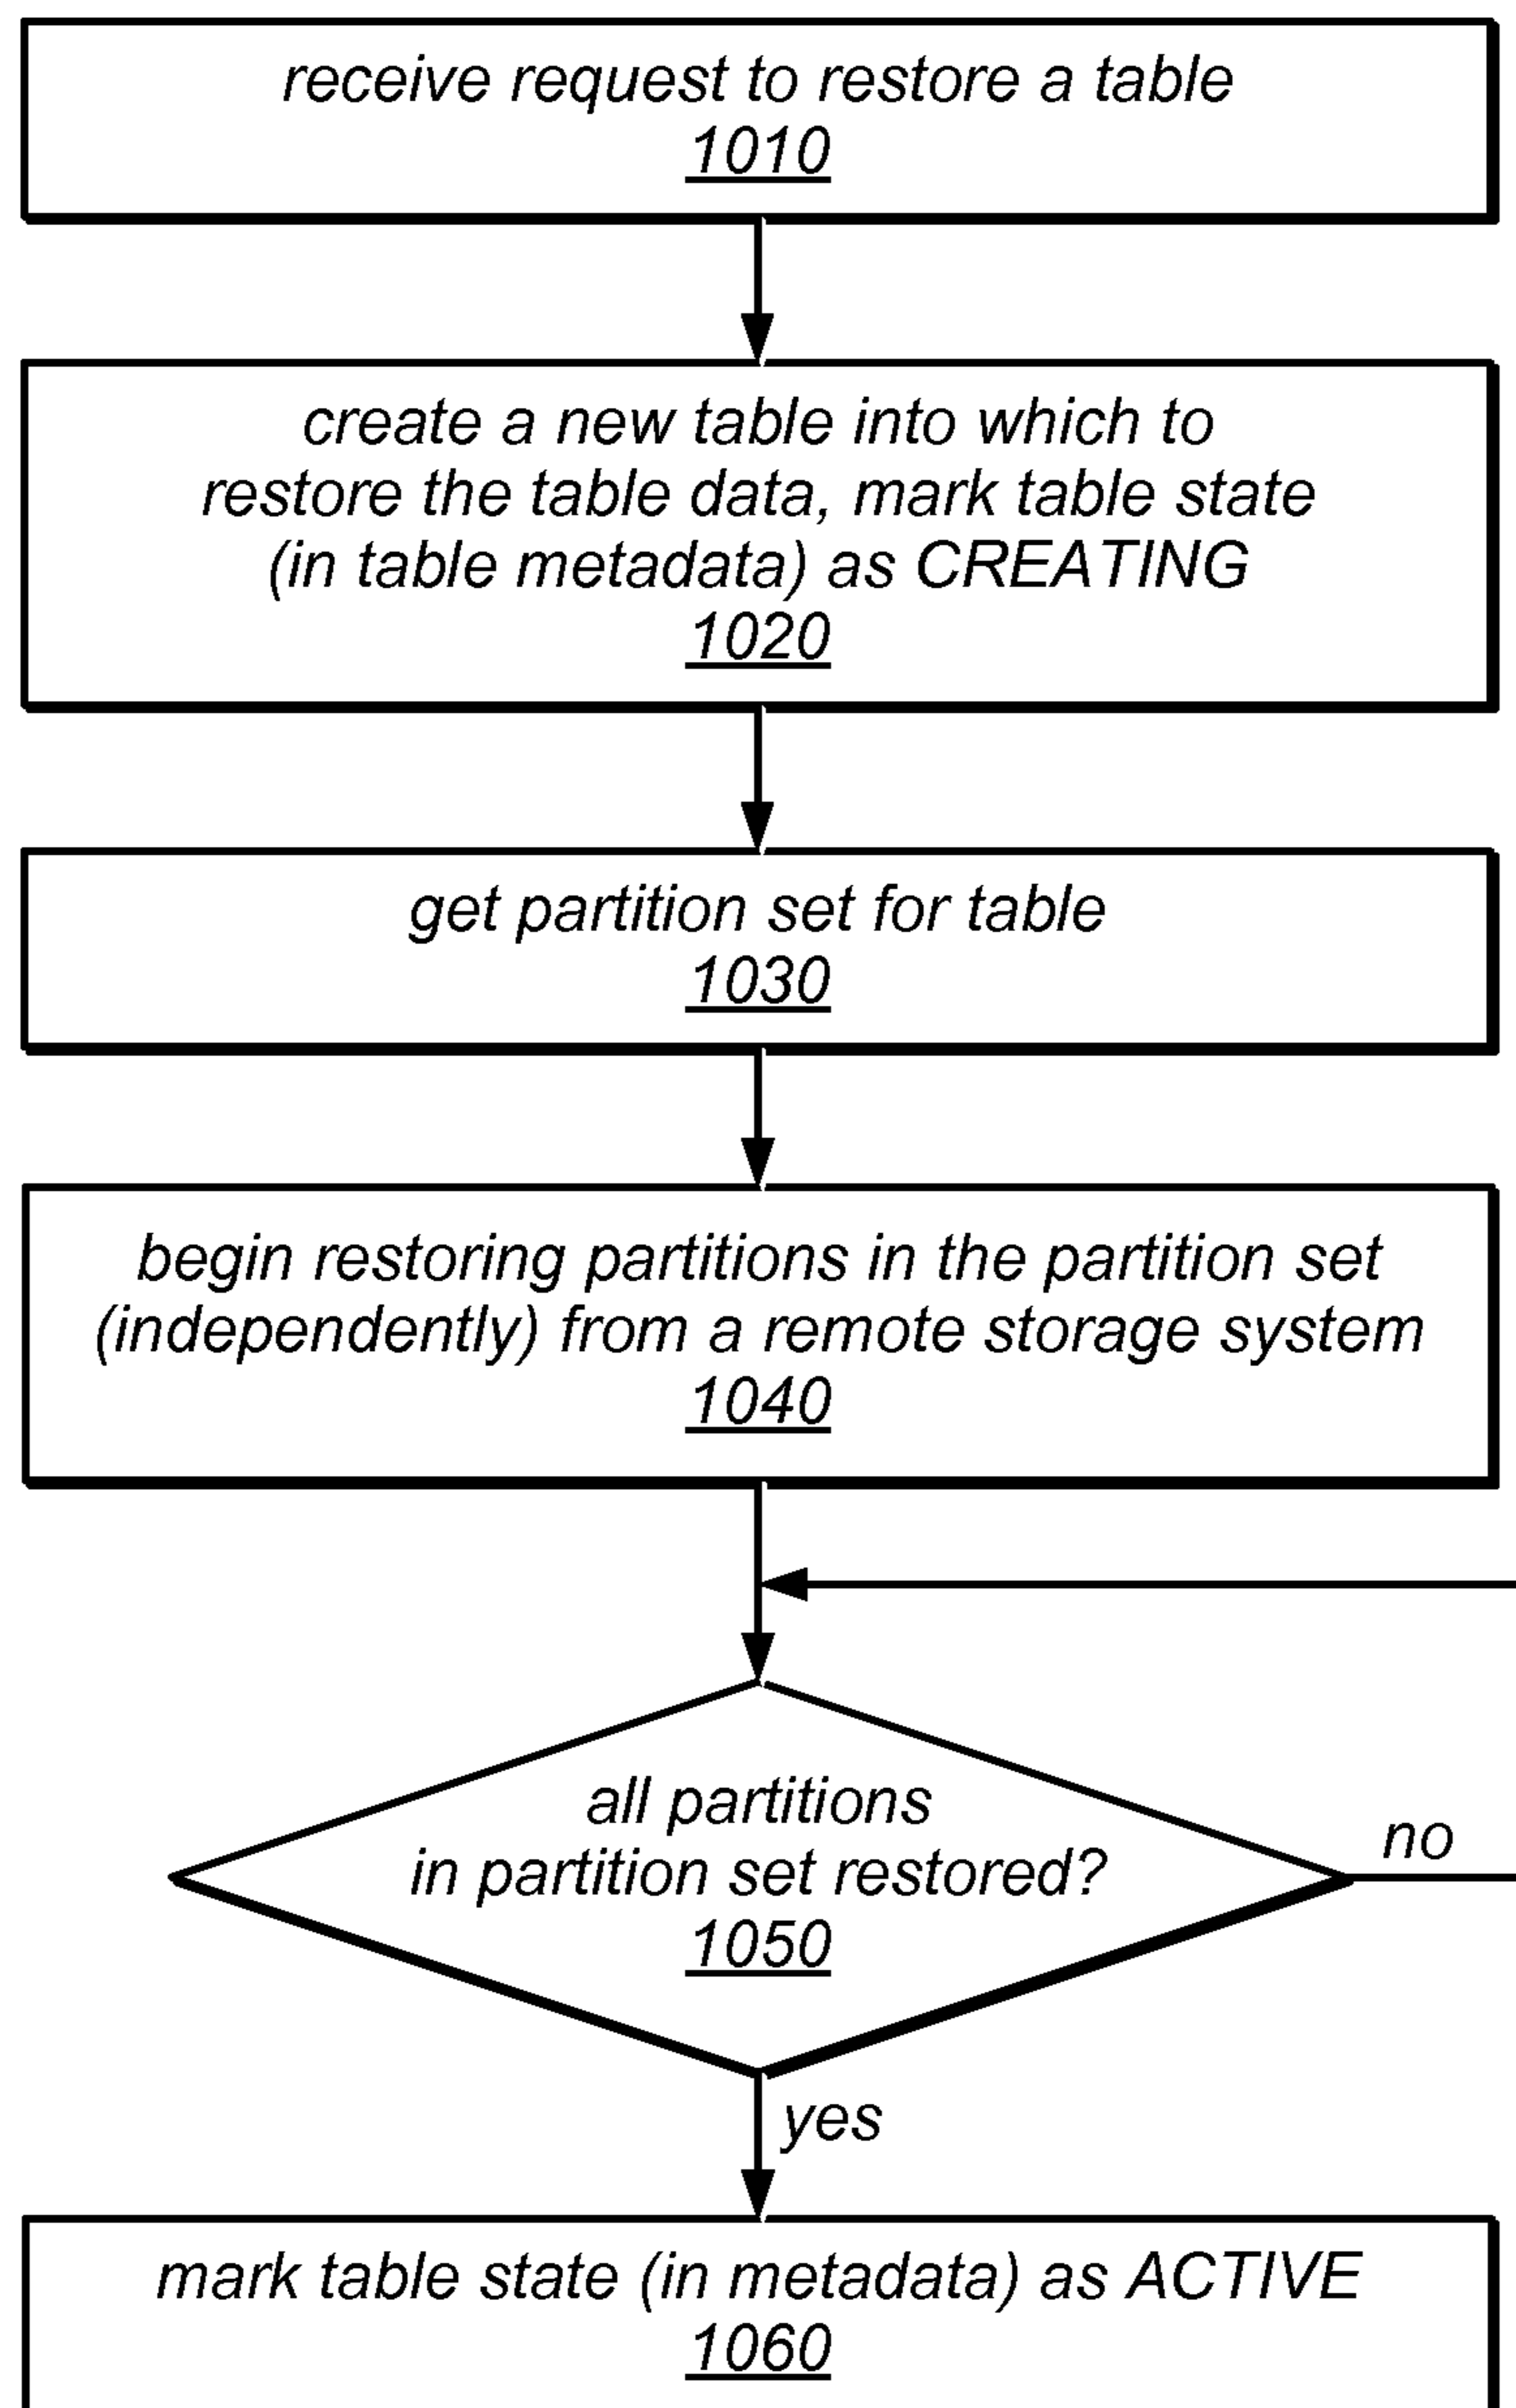 receive request to restore a table
1010
create a new table into which to
restore the table data, mark table state
(in table metadata) as CREATING
1020
get partition set for table
1030
begin restoring partitions in the partition set
(independently) from a remote storage system
1040
all partitions
in partition set restored?
1050
no
yes
mark table state (in metadata) as ACTIVE
1060